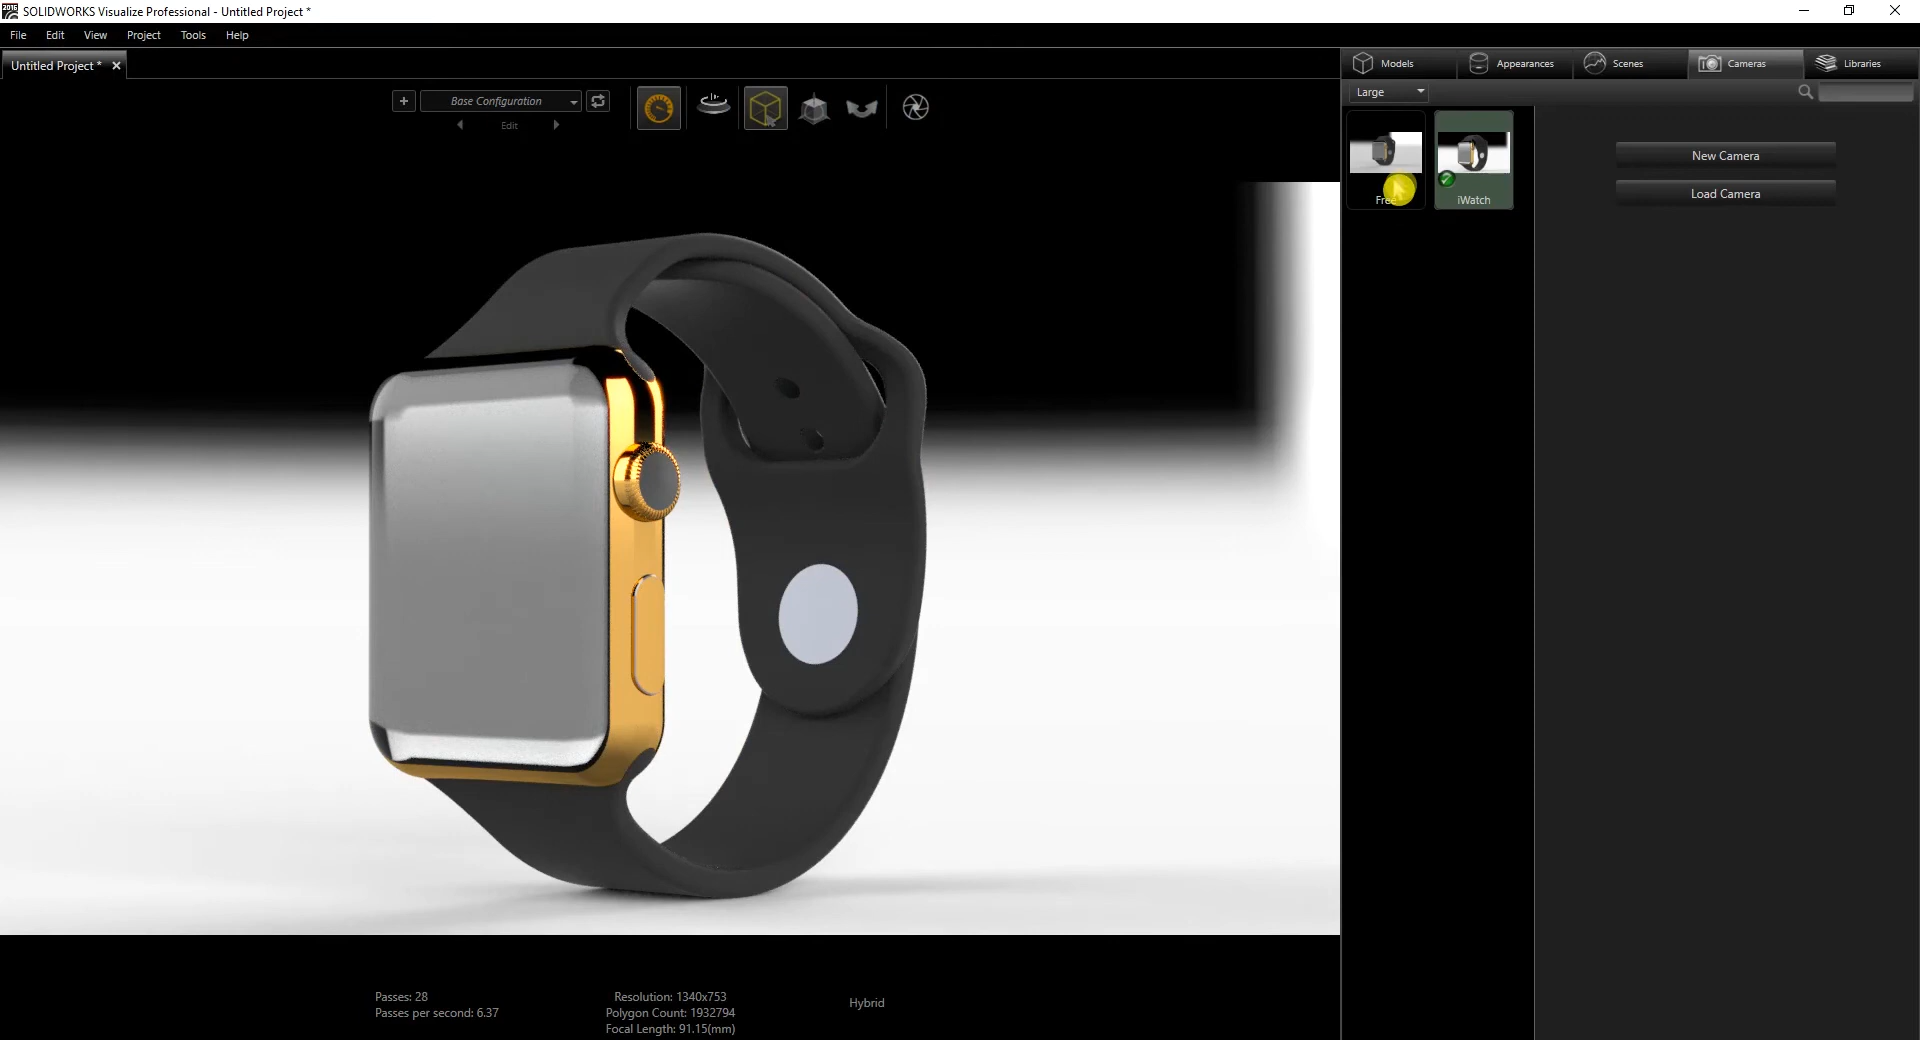 SOLIDWORKS Visualize Professional - Untitled Project *
File Edit View Project Tools Help
Untitled Project *
Base Configuration
Edit
Models Appearances Scenes Cameras Libraries
Large
Free iWatch
New Camera
Load Camera
Passes: 28
Passes per second: 6.37
Resolution: 1340x753
Polygon Count: 1932794
Focal Length: 91.15(mm)
Hybrid